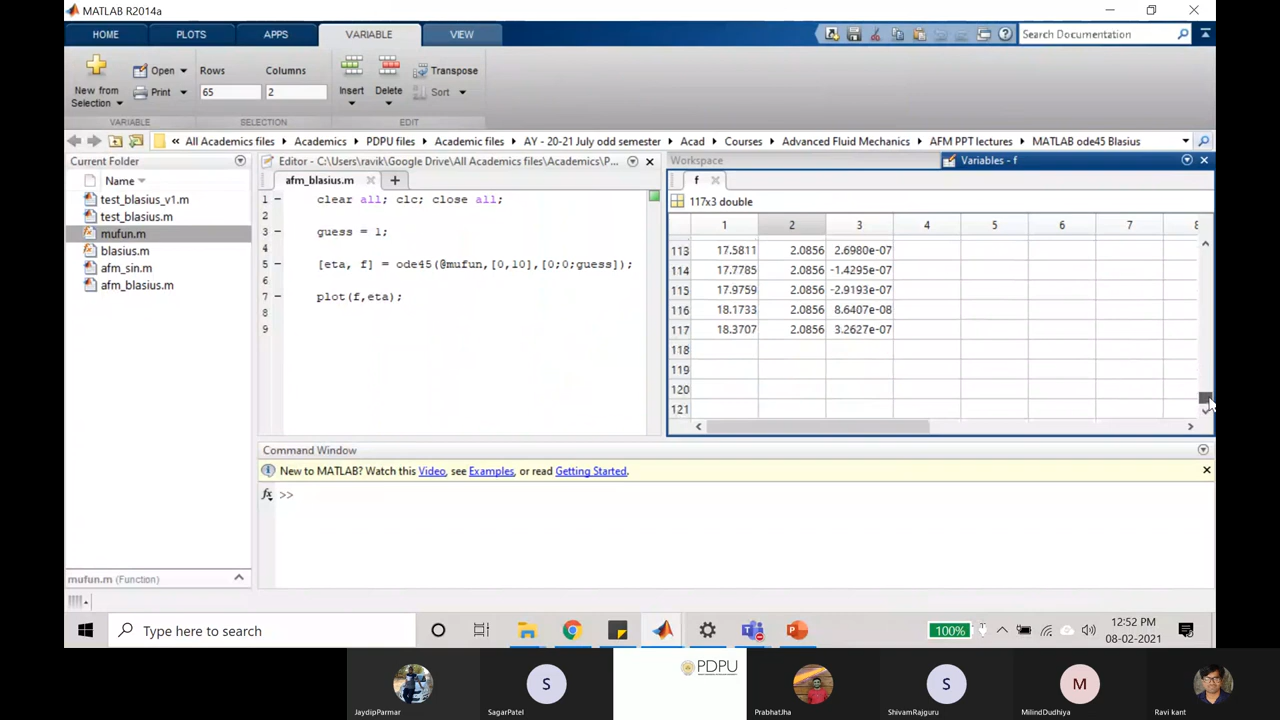 MATLAB R2014a
HOME PLOTS APPS VARIABLE VIEW Search Documentation
New from Selection Open Print Rows 65 Columns 2 Insert Delete Transpose Sort
VARIABLE SELECTION EDIT
« All Academics files Academics PDPU files Academic files AY - 20-21 July odd semester Acad Courses Advanced Fluid Mechanics AFM PPT lectures MATLAB ode45 Blasius
Current Folder
Name
test_blasius_v1.m
test_blasius.m
mufun.m
blasius.m
afm_sin.m
afm_blasius.m
mufun.m (Function)
Editor - C:\Users\ravik\Google Drive\All Academics files\Academics\P...
afm_blasius.m
1 clear all; clc; close all;
2
3 guess = 1;
4
5 [eta, f] = ode45(@mufun,[0,10],[0;0;guess]);
6
7 plot(f,eta);
8
9
Workspace Variables - f
f
117x3 double
1 2 3 4 5 6 7 8
113 17.5811 2.0856 2.6980e-07
114 17.7785 2.0856 -1.4295e-07
115 17.9759 2.0856 -2.9193e-07
116 18.1733 2.0856 8.6407e-08
117 18.3707 2.0856 3.2627e-07
118
119
120
121
Command Window
New to MATLAB? Watch this Video, see Examples, or read Getting Started.
fx >>
Type here to search
100%
12:52 PM
08-02-2021
JaydipParmar
S
SagarPatel
PDPU
PrabhatJha
S
ShivamRajguru
M
MilindDudhiya
Ravi kant